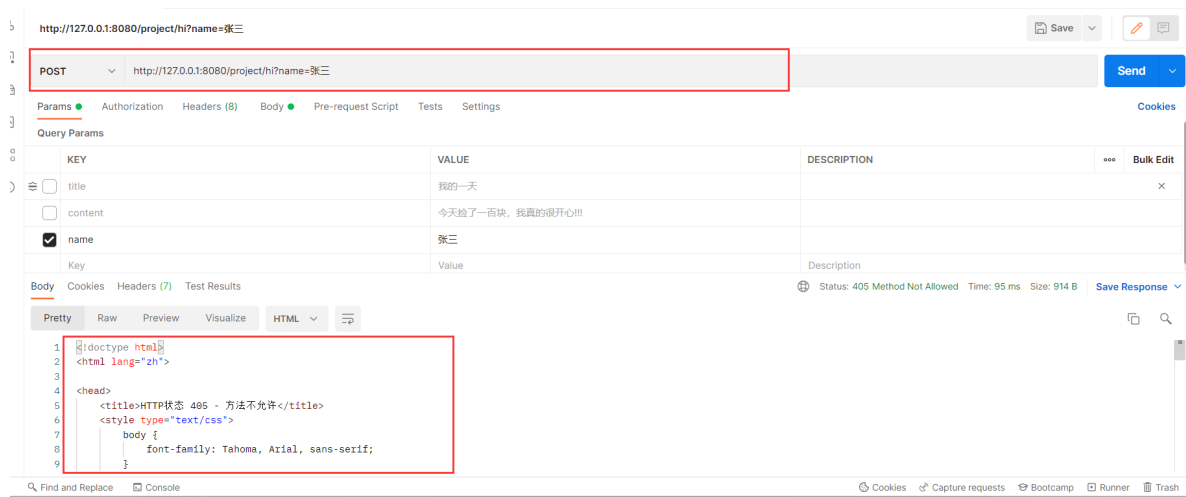 http://127.0.0.1:8080/project/hi?name=张三
Save
POST http://127.0.0.1:8080/project/hi?name=张三 Send
Params Authorization Headers (8) Body Pre-request Script Tests Settings Cookies
Query Params
KEY VALUE DESCRIPTION ooo Bulk Edit
title 我的一天
content 今天捡了一百块，我真的很开心!!!
name 张三
Key Value Description
Body Cookies Headers (7) Test Results Status: 405 Method Not Allowed Time: 95 ms Size: 914 B Save Response
Pretty Raw Preview Visualize HTML
1 <!doctype html>
2 <html lang="zh">
3
4 <head>
5 <title>HTTP状态 405 - 方法不允许</title>
6 <style type="text/css">
7 body {
8 font-family: Tahoma, Arial, sans-serif;
9 }
Find and Replace Console Cookies Capture requests Bootcamp Runner Trash